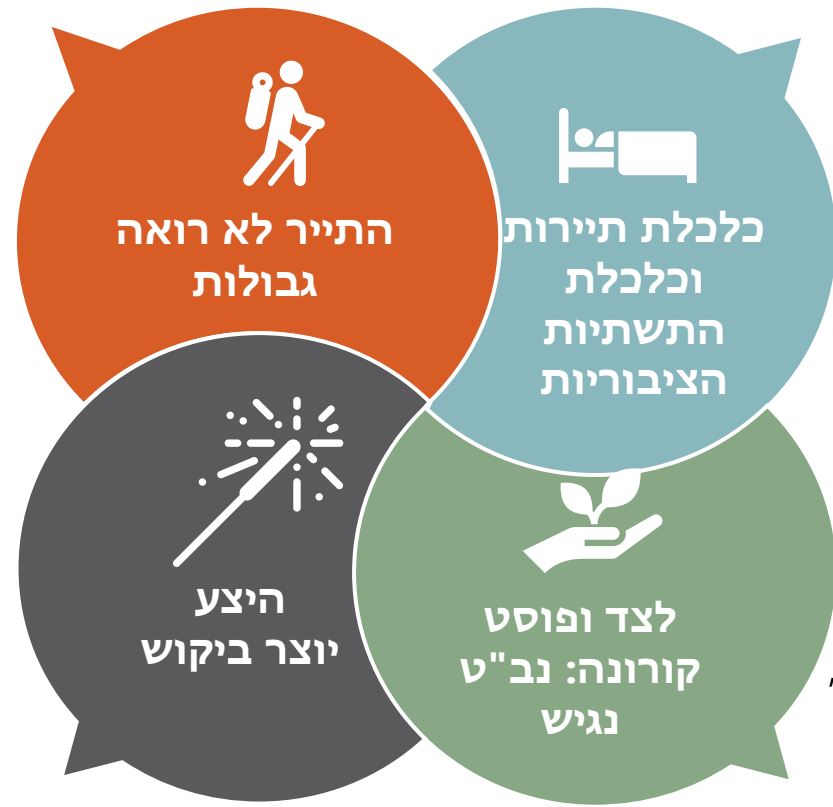 כלכלת תיירות
וכלכלת
התשתיות
הציבוריות
התייר לא רואה
גבולות
לצד ופוסט
קורונה: נב"ט
נגיש
היצע
יוצר ביקוש